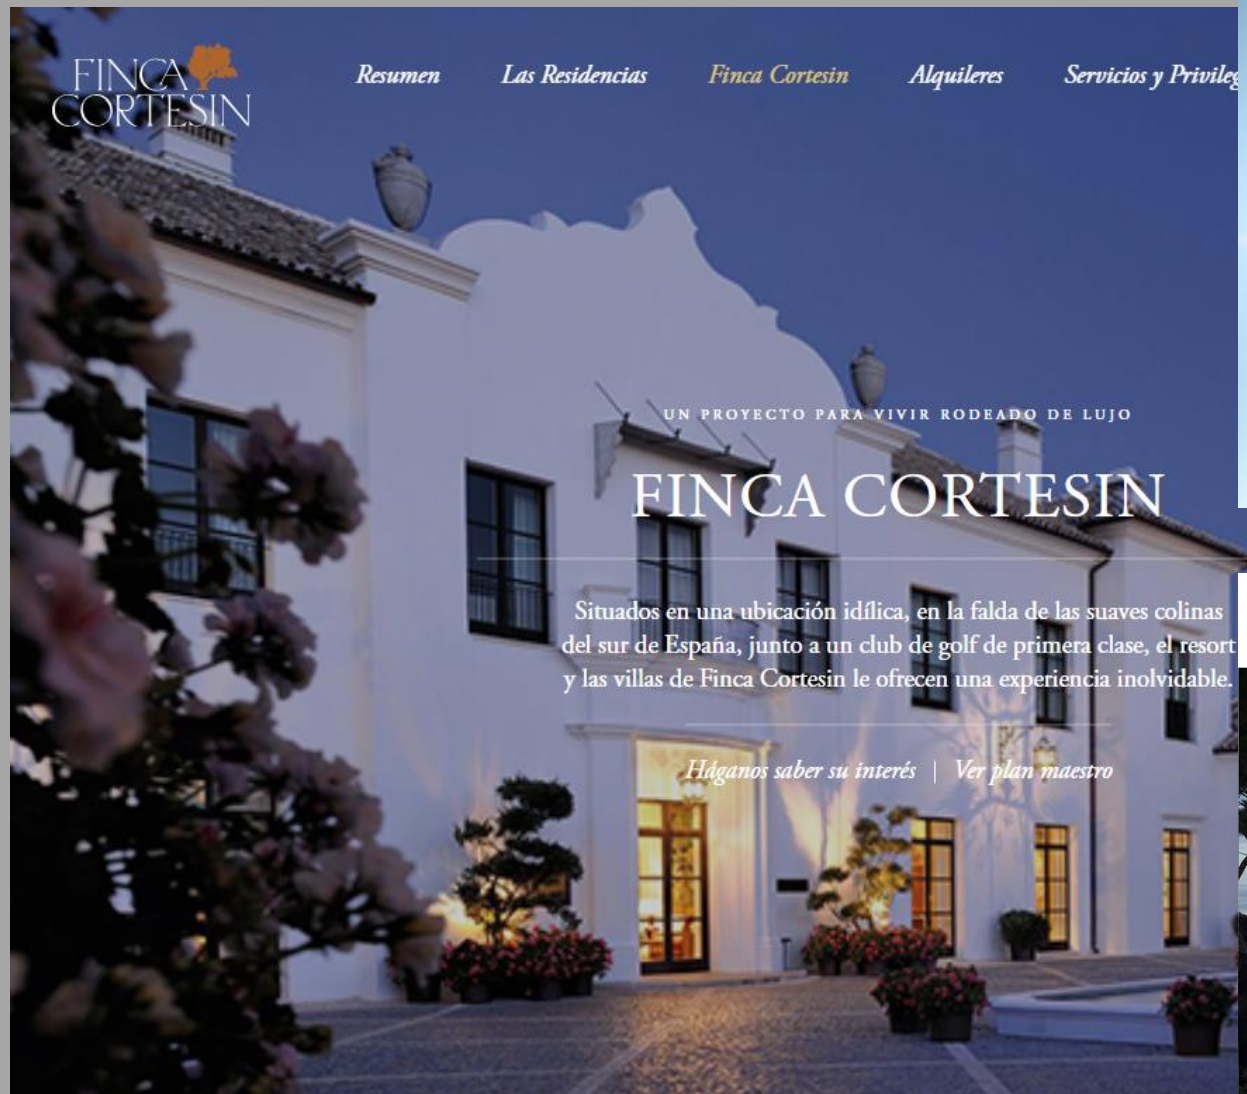 FINCA
CORTESIN
Resumen Las Residencias Finca Cortesin Alquileres Servicios y Privileg
UN PROYECTO PARA VIVIR RODEADO DE LUJO
FINCA CORTESIN
Situados en una ubicación idílica, en la falda de las suaves colinas
del sur de España, junto a un club de golf de primera clase, el resort
y las villas de Finca Cortesin le ofrecen una experiencia inolvidable.
Háganos saber su interés | Ver plan maestro